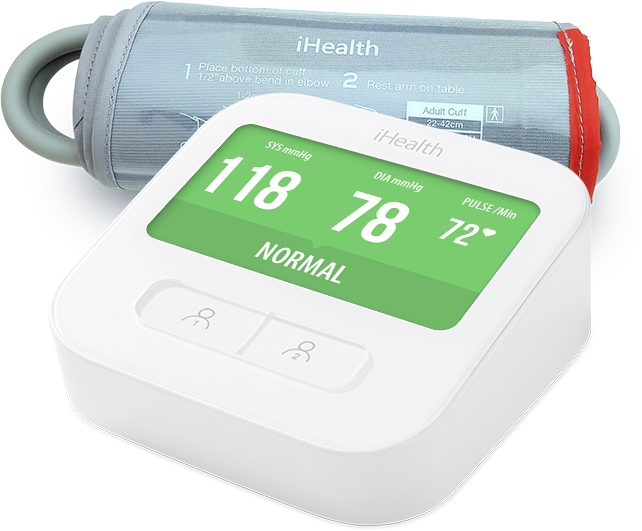 iHealth
1 Place bottom of cuff
1/2" above bend in elbow
2 Rest arm on table
Adult Cuff
22-42cm
iHealth
SYS mmHg
118
DIA mmHg
78
PULSE/Min
72
NORMAL
1
2